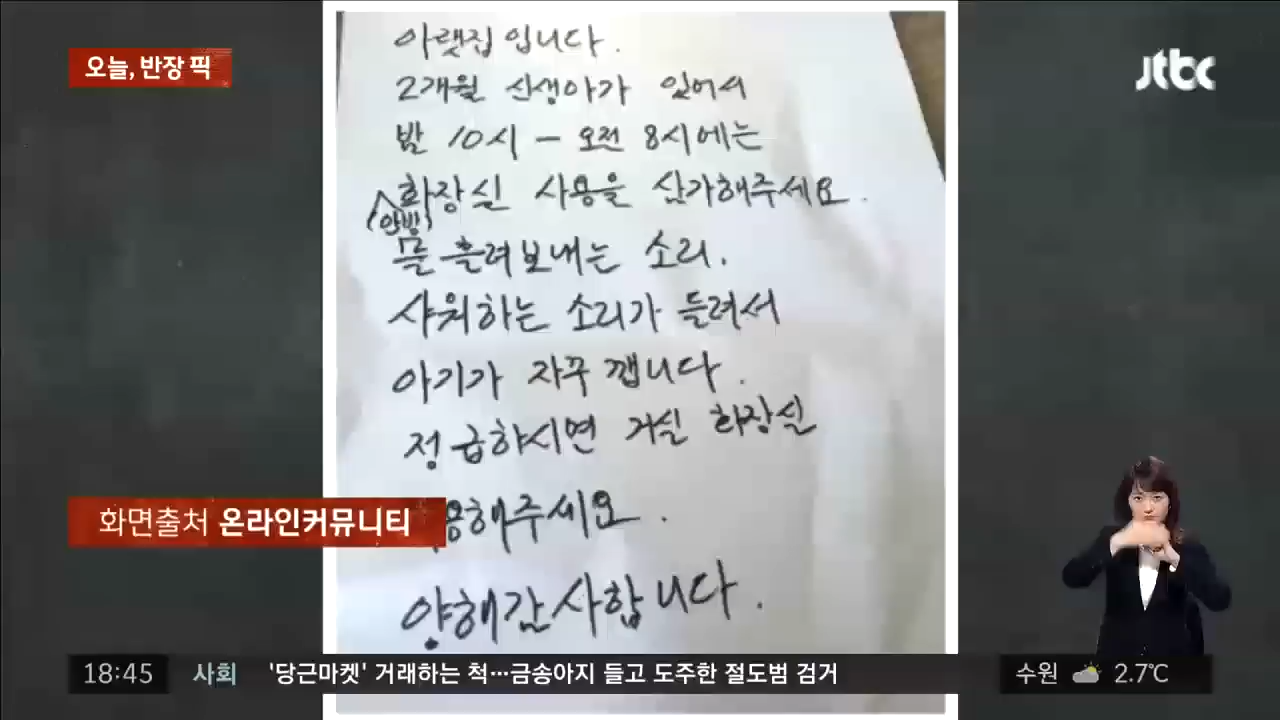 오늘, 반장 픽
jtbc
아랫집입니다.
2개월 신생아가 있어서
밤 10시 - 오전 8시에는
(안방)
화장실 사용을 삼가해주세요.
물 흘려보내는 소리.
샤워하는 소리가 들려서
아기가 자꾸 깹니다.
정 급하시면 거실 화장실
용해주세요.
양해감사합니다.
화면출처 온라인커뮤니티
18:45 사회 '당근마켓' 거래하는 척…금송아지 들고 도주한 절도범 검거
수원 2.7℃